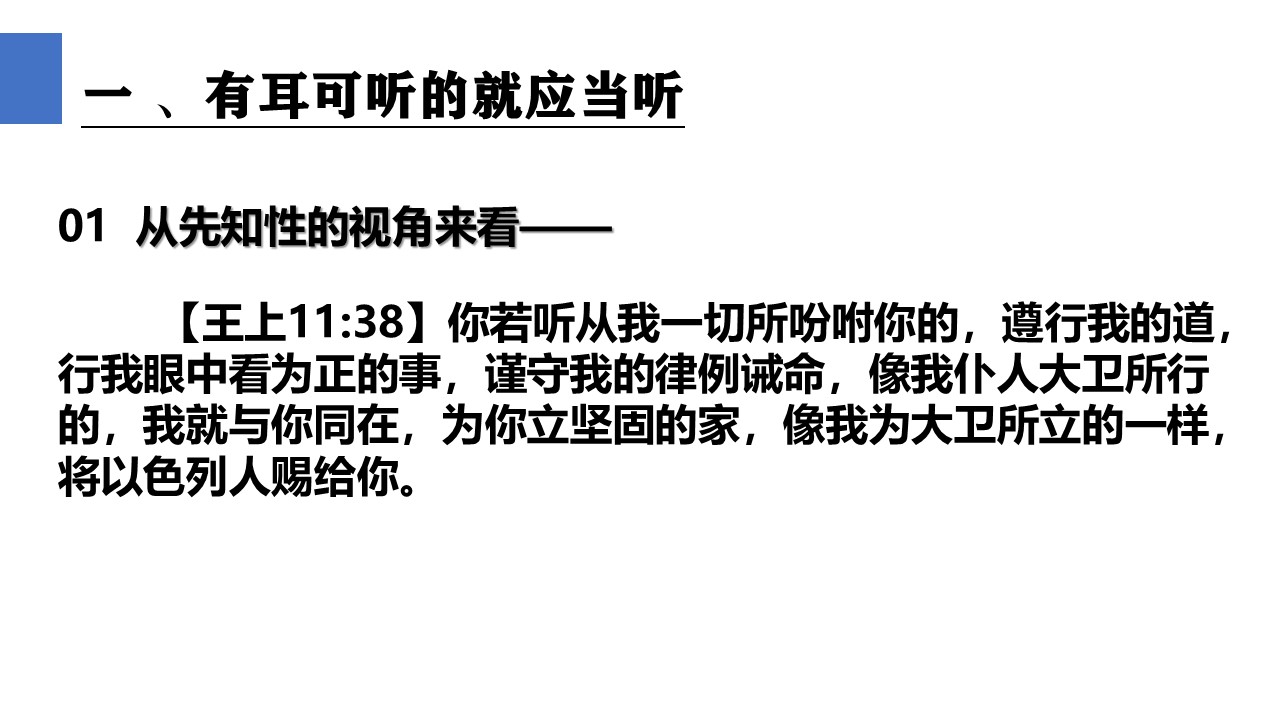 一 、有耳可听的就应当听
01 从先知性的视角来看——
【王上11:38】你若听从我一切所吩咐你的，遵行我的道，
行我眼中看为正的事，谨守我的律例诫命，像我仆人大卫所行
的，我就与你同在，为你立坚固的家，像我为大卫所立的一样，
将以色列人赐给你。